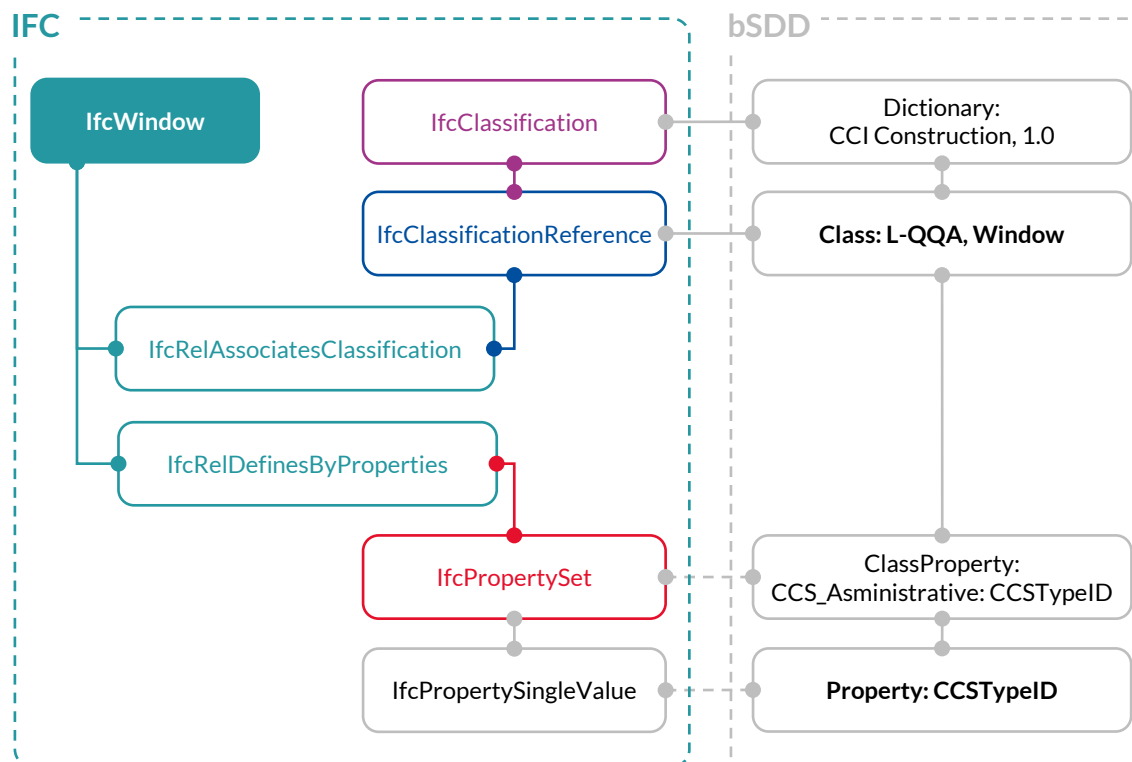 IFC
bSDD
IfcWindow
IfcClassification
Dictionary:
CCI Construction, 1.0
IfcClassificationReference
Class: L-QQA, Window
IfcRelAssociatesClassification
IfcRelDefinesByProperties
IfcPropertySet
ClassProperty:
CCS_Asministrative: CCSTypeID
IfcPropertySingleValue
Property: CCSTypeID